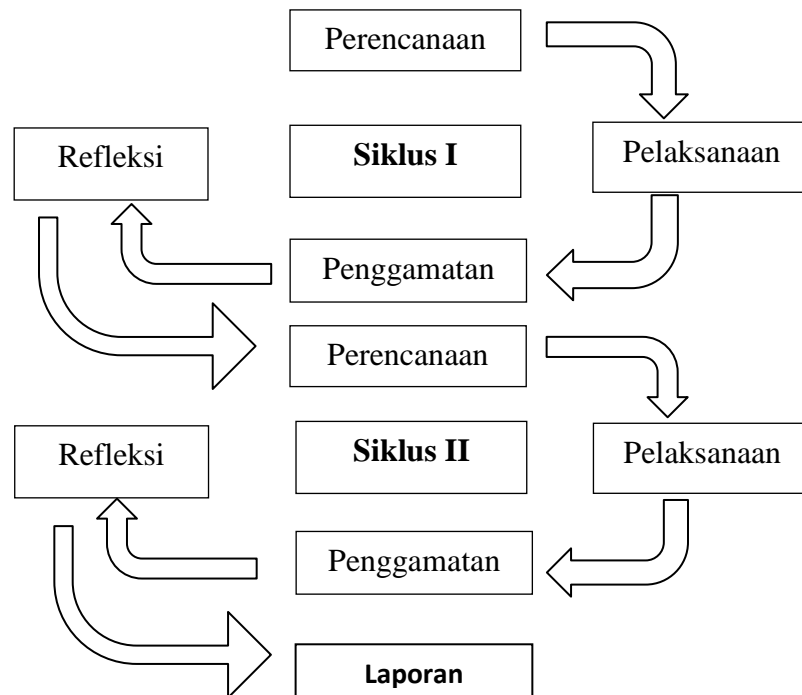 Perencanaan
Refleksi
Siklus I
Pelaksanaan
Penggamatan
Perencanaan
Refleksi
Siklus II
Pelaksanaan
Penggamatan
Laporan